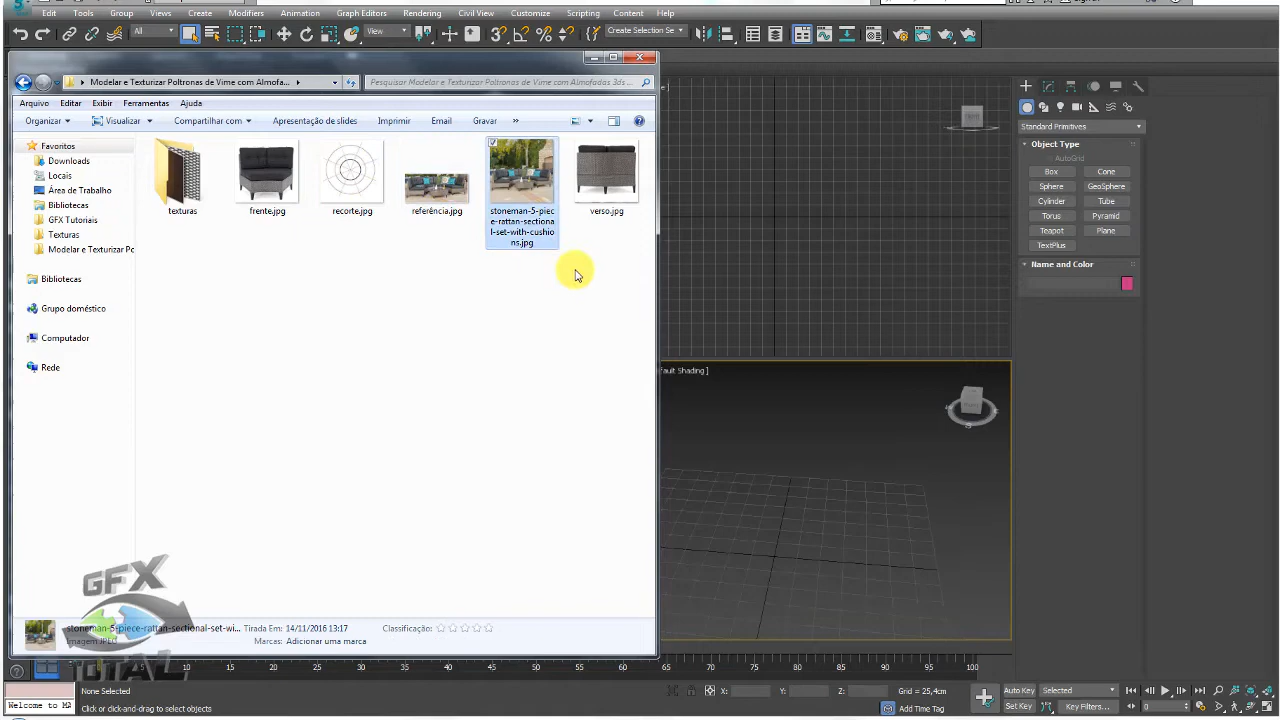 Edit Tools Group Views Create Modifiers Animation Graph Editors Rendering Civil View Customize Scripting Content Help
All View Create Selection Se
Modelar e Texturizar Poltronas de Vime com Almofa... Pesquisar Modelar e Texturizar Poltronas de Vime com Almofadas 3ds ...
Arquivo Editar Exibir Ferramentas Ajuda
Organizar Visualizar Compartilhar com Apresentação de slides Imprimir Email Gravar »
Favoritos
Downloads
Locais
Área de Trabalho
Bibliotecas
GFX Tutoriais
Texturas
Modelar e Texturizar Po
Bibliotecas
Grupo doméstico
Computador
Rede
texturas
frente.jpg
recorte.jpg
referência.jpg
stoneman-5-piec
e-rattan-sectiona
l-set-with-cushio
ns.jpg
verso.jpg
fault Shading ]
Standard Primitives
Object Type
AutoGrid
Box Cone
Sphere GeoSphere
Cylinder Tube
Torus Pyramid
Teapot Plane
TextPlus
Name and Color
GFX
TOTAL
stoneman-5-piece-rattan-sectional-set-wi... Tirada Em: 14/11/2016 13:17 Classificação:
Imagem JPEG Marcas: Adicionar uma marca
15 20 25 30 35 40 45 50 55 60 65 70 75 80 85 90 95 100
None Selected X: Y: Z: Grid = 25,4cm Auto Key Selected
Welcome to MA Click or click-and-drag to select objects Add Time Tag Set Key Key Filters... 0